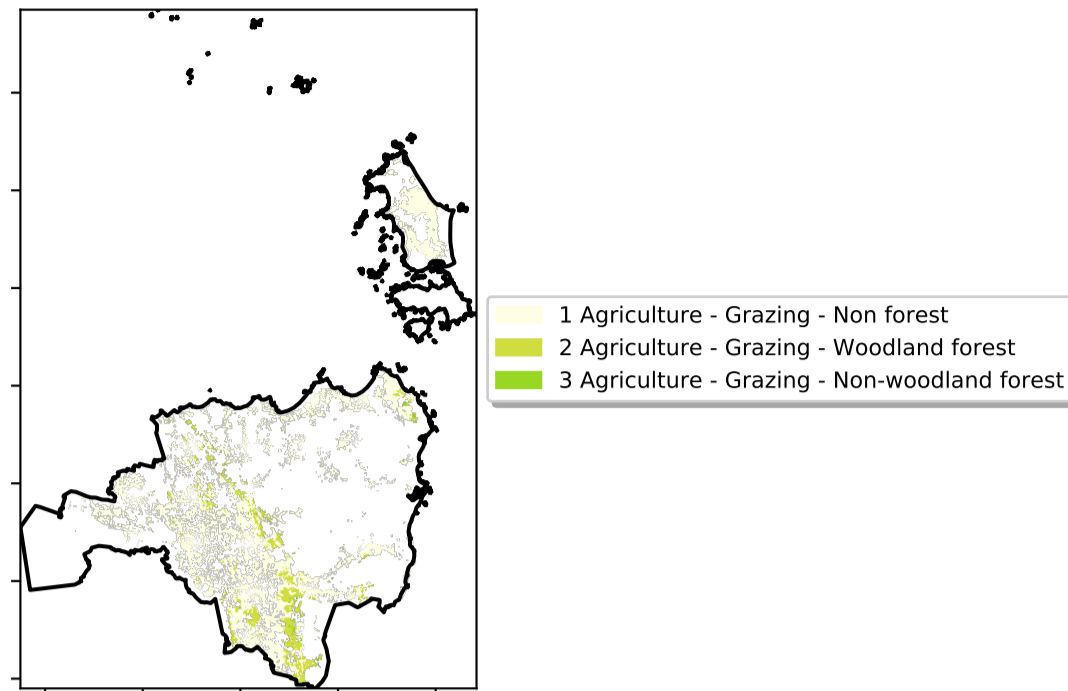 1 Agriculture - Grazing - Non forest
2 Agriculture - Grazing - Woodland forest
3 Agriculture - Grazing - Non-woodland forest